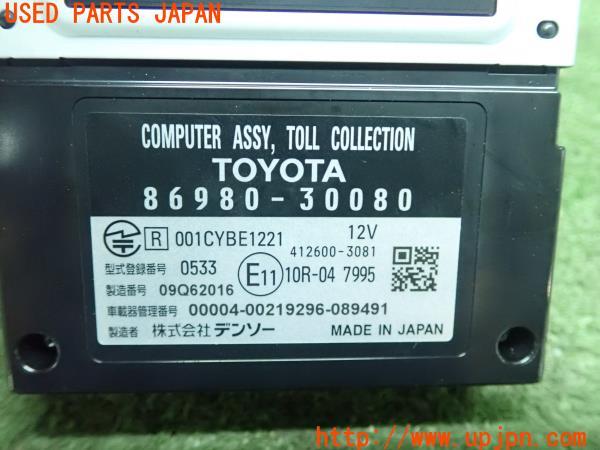 USED PARTS JAPAN
COMPUTER ASSY, TOLL COLLECTION
TOYOTA
86980-30080
R 001CYBE1221 12V
412600-3081
型式登録番号 0533 E11 10R-04 7995
製造番号 09Q62016
車載器管理番号 00004-00219296-089491
製造者 株式会社デンソー MADE IN JAPAN
http://www.upjpn.com